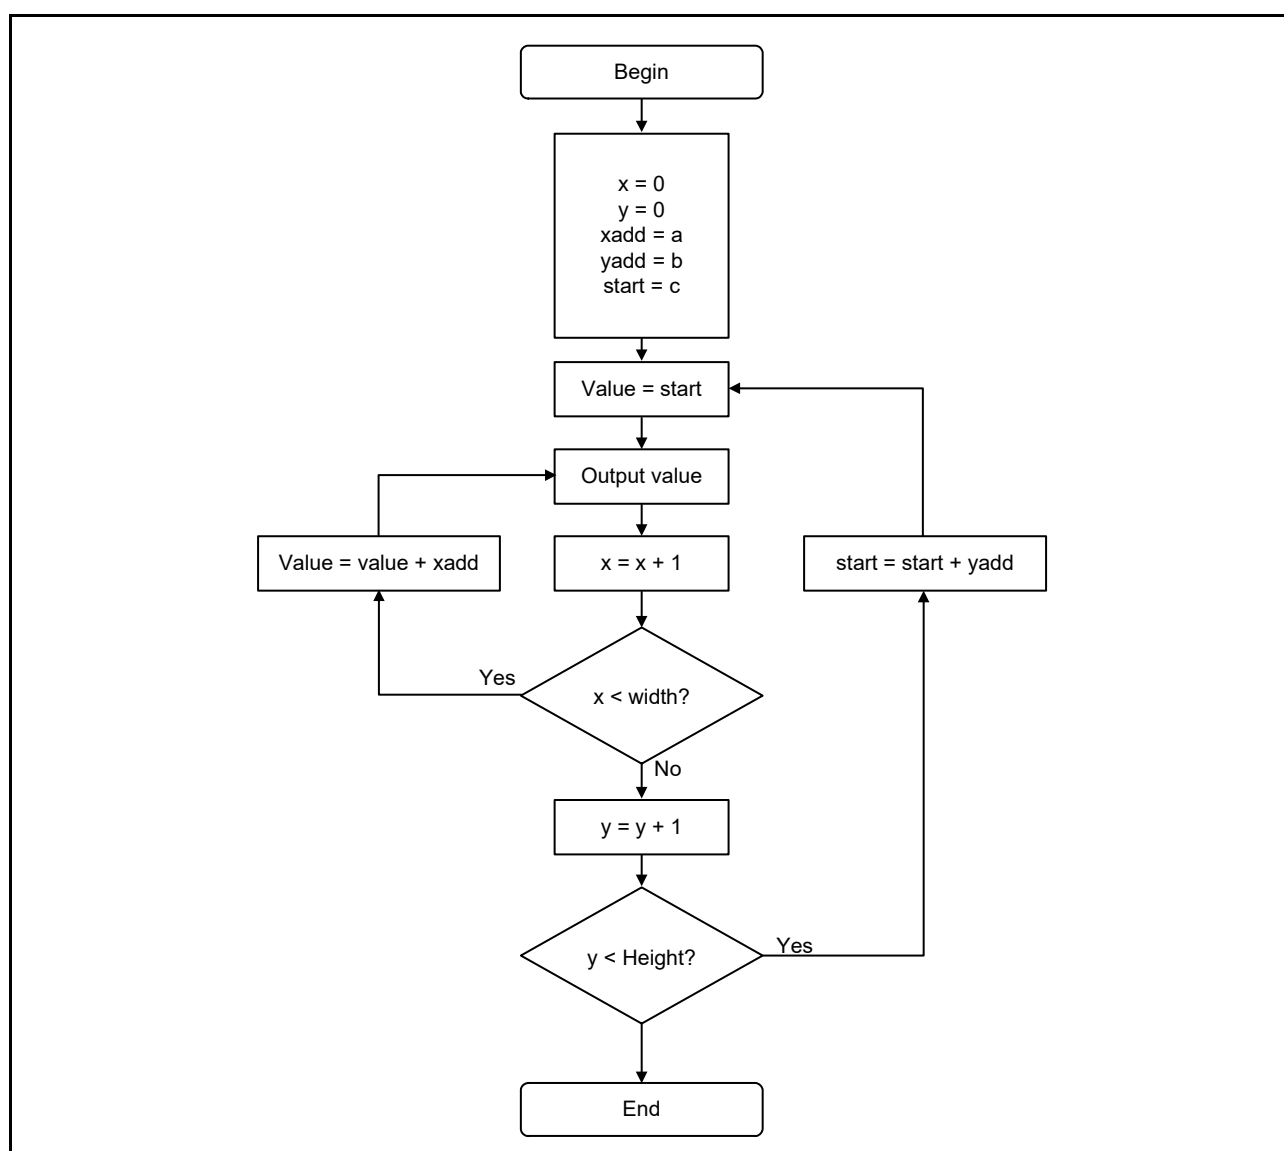 Begin
x = 0
y = 0
xadd = a
yadd = b
start = c
Value = start
Output value
Value = value + xadd
x = x + 1
start = start + yadd
Yes
x < width?
No
y = y + 1
Yes
y < Height?
End